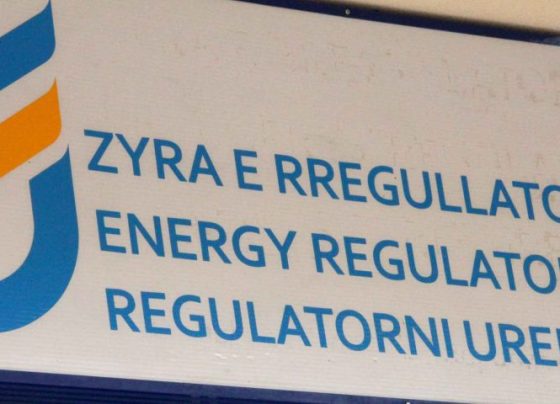 ZYRA E RREGULLATO
ENERGY REGULATO
REGULATORNI URE